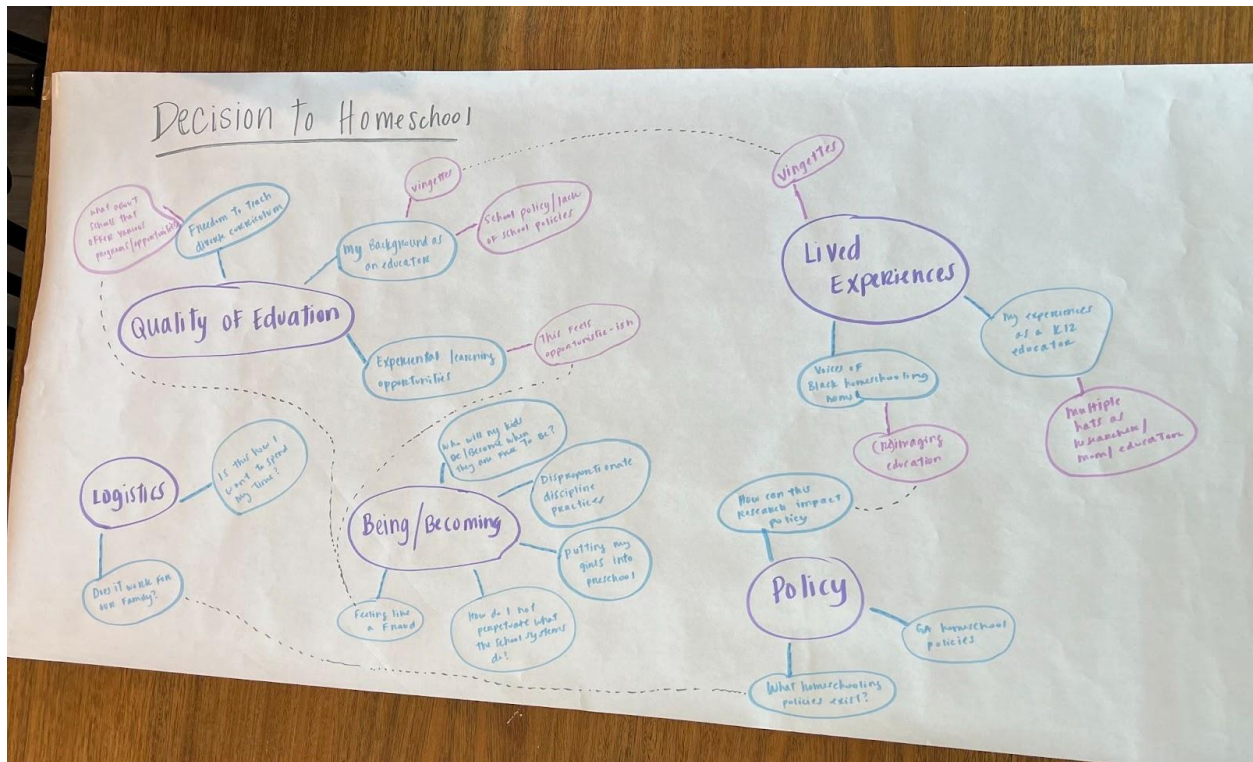 Decision to Homeschool
what about
schools that
offer various
programs/opportunities
Freedom to teach
diverse curriculum
vingettes
My Background as
an educator
School policy/lack
of school policies
Quality of Eduation
Experiential learning
opportunities
This feels
opportunistic-ish
Logistics
Is this how I
want to spend
my time?
Does it work for
our family?
Who will my kids
Be/Become when
they are free to be?
Disproportionate
discipline
practices
Being/Becoming
putting my
girls into
preschool
Feeling like
a Fraud
How do I not
perpetuate what
the school systems
do?
Vingettes
Lived
Experiences
My experiences
as a K12
educator
Multiple
hats as
researcher/
mom/educator
Voices of
Black homeschooling
moms
(re)imaging
education
How can this
research impact
policy
Policy
GA homeschool
policies
What homeschooling
policies exist?